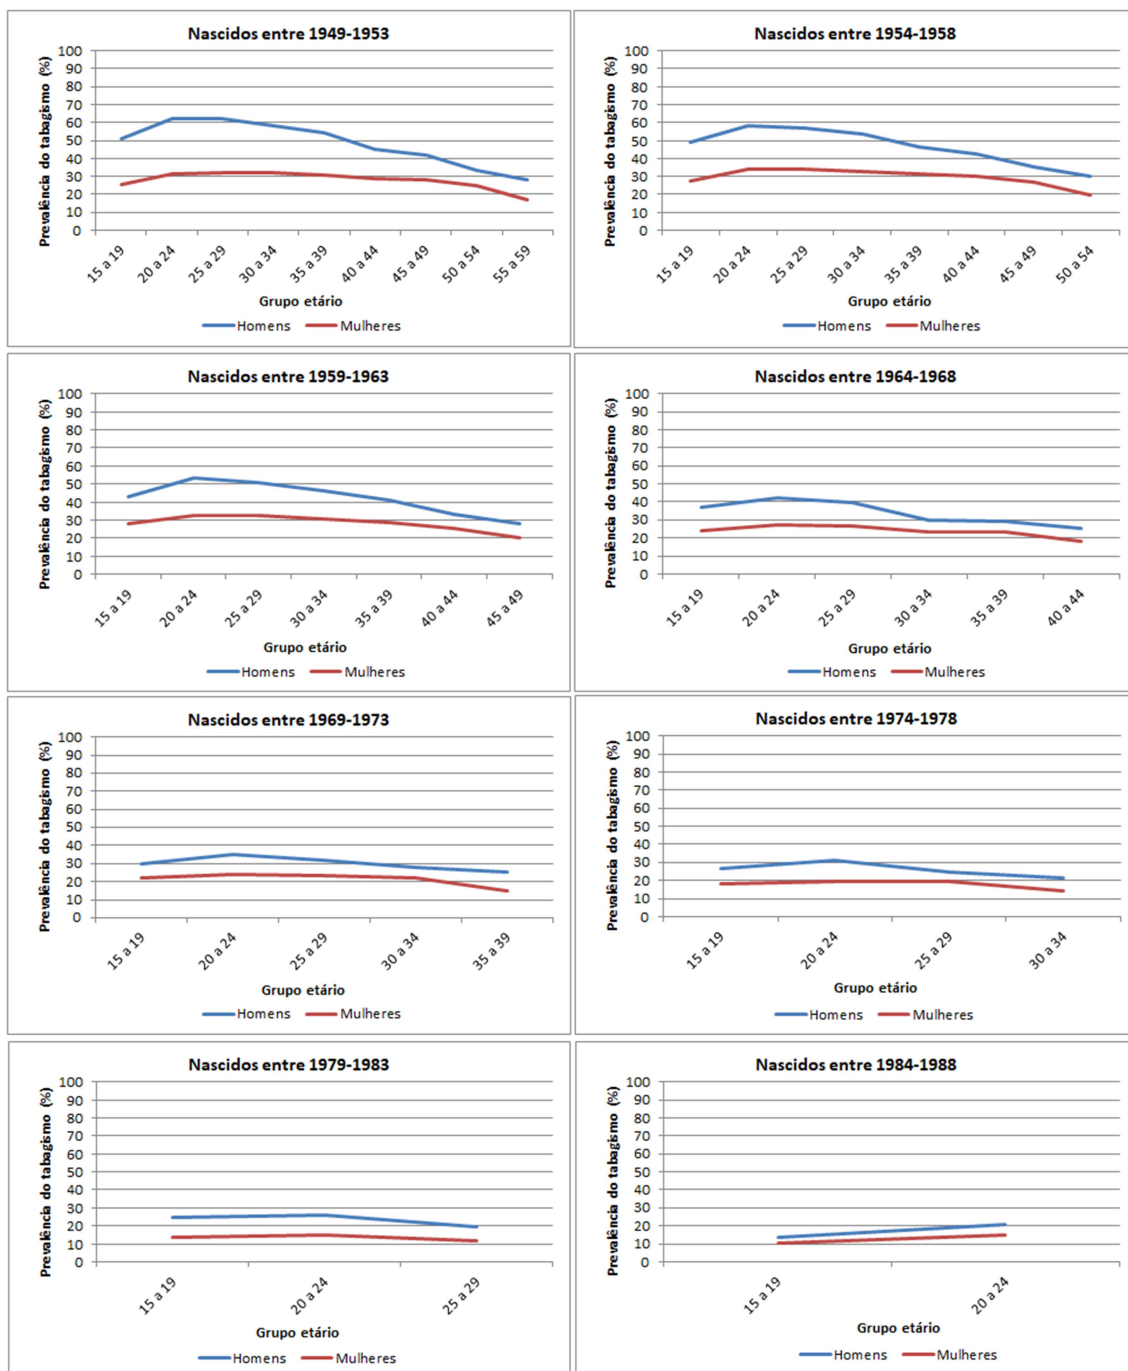 Nascidos entre 1949-1953
Prevalência do tabagismo (%)
100
90
80
70
60
50
40
30
20
10
0
15 a 19
20 a 24
25 a 29
30 a 34
35 a 39
40 a 44
45 a 49
50 a 54
55 a 59
Grupo etário
Homens Mulheres
Nascidos entre 1954-1958
Prevalência do tabagismo (%)
100
90
80
70
60
50
40
30
20
10
0
15 a 19
20 a 24
25 a 29
30 a 34
35 a 39
40 a 44
45 a 49
50 a 54
Grupo etário
Homens Mulheres
Nascidos entre 1959-1963
Prevalência do tabagismo (%)
100
90
80
70
60
50
40
30
20
10
0
15 a 19
20 a 24
25 a 29
30 a 34
35 a 39
40 a 44
45 a 49
Grupo etário
Homens Mulheres
Nascidos entre 1964-1968
Prevalência do tabagismo (%)
100
90
80
70
60
50
40
30
20
10
0
15 a 19
20 a 24
25 a 29
30 a 34
35 a 39
40 a 44
Grupo etário
Homens Mulheres
Nascidos entre 1969-1973
Prevalência do tabagismo (%)
100
90
80
70
60
50
40
30
20
10
0
15 a 19
20 a 24
25 a 29
30 a 34
35 a 39
Grupo etário
Homens Mulheres
Nascidos entre 1974-1978
Prevalência do tabagismo (%)
100
90
80
70
60
50
40
30
20
10
0
15 a 19
20 a 24
25 a 29
30 a 34
Grupo etário
Homens Mulheres
Nascidos entre 1979-1983
Prevalência do tabagismo (%)
100
90
80
70
60
50
40
30
20
10
0
15 a 19
20 a 24
25 a 29
Grupo etário
Homens Mulheres
Nascidos entre 1984-1988
Prevalência do tabagismo (%)
100
90
80
70
60
50
40
30
20
10
0
15 a 19
20 a 24
Grupo etário
Homens Mulheres